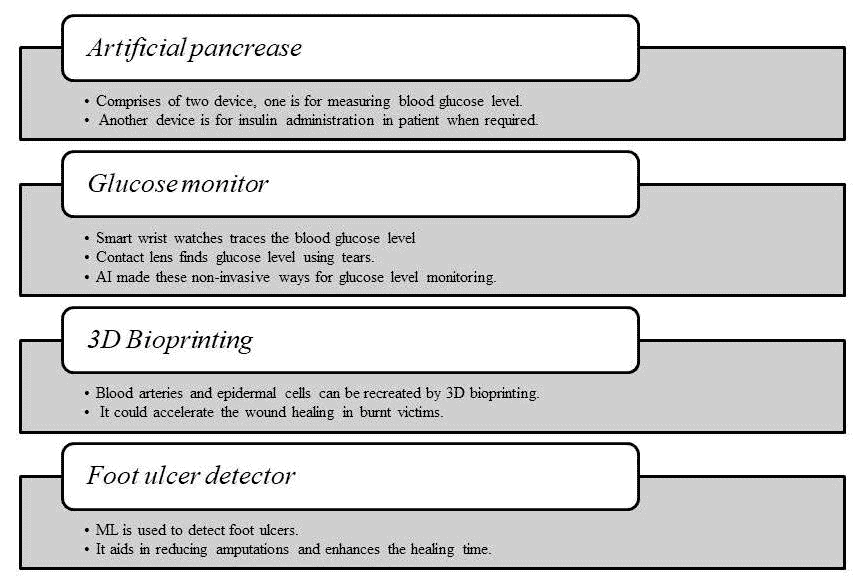 Artificial pancrease
• Comprises of two device, one is for measuring blood glucose level.
• Another device is for insulin administration in patient when required.
Glucose monitor
• Smart wrist watches traces the blood glucose level
• Contact lens finds glucose level using tears.
• AI made these non-invasive ways for glucose level monitoring.
3D Bioprinting
• Blood arteries and epidermal cells can be recreated by 3D bioprinting.
• It could accelerate the wound healing in burnt victims.
Foot ulcer detector
• ML is used to detect foot ulcers.
• It aids in reducing amputations and enhances the healing time.